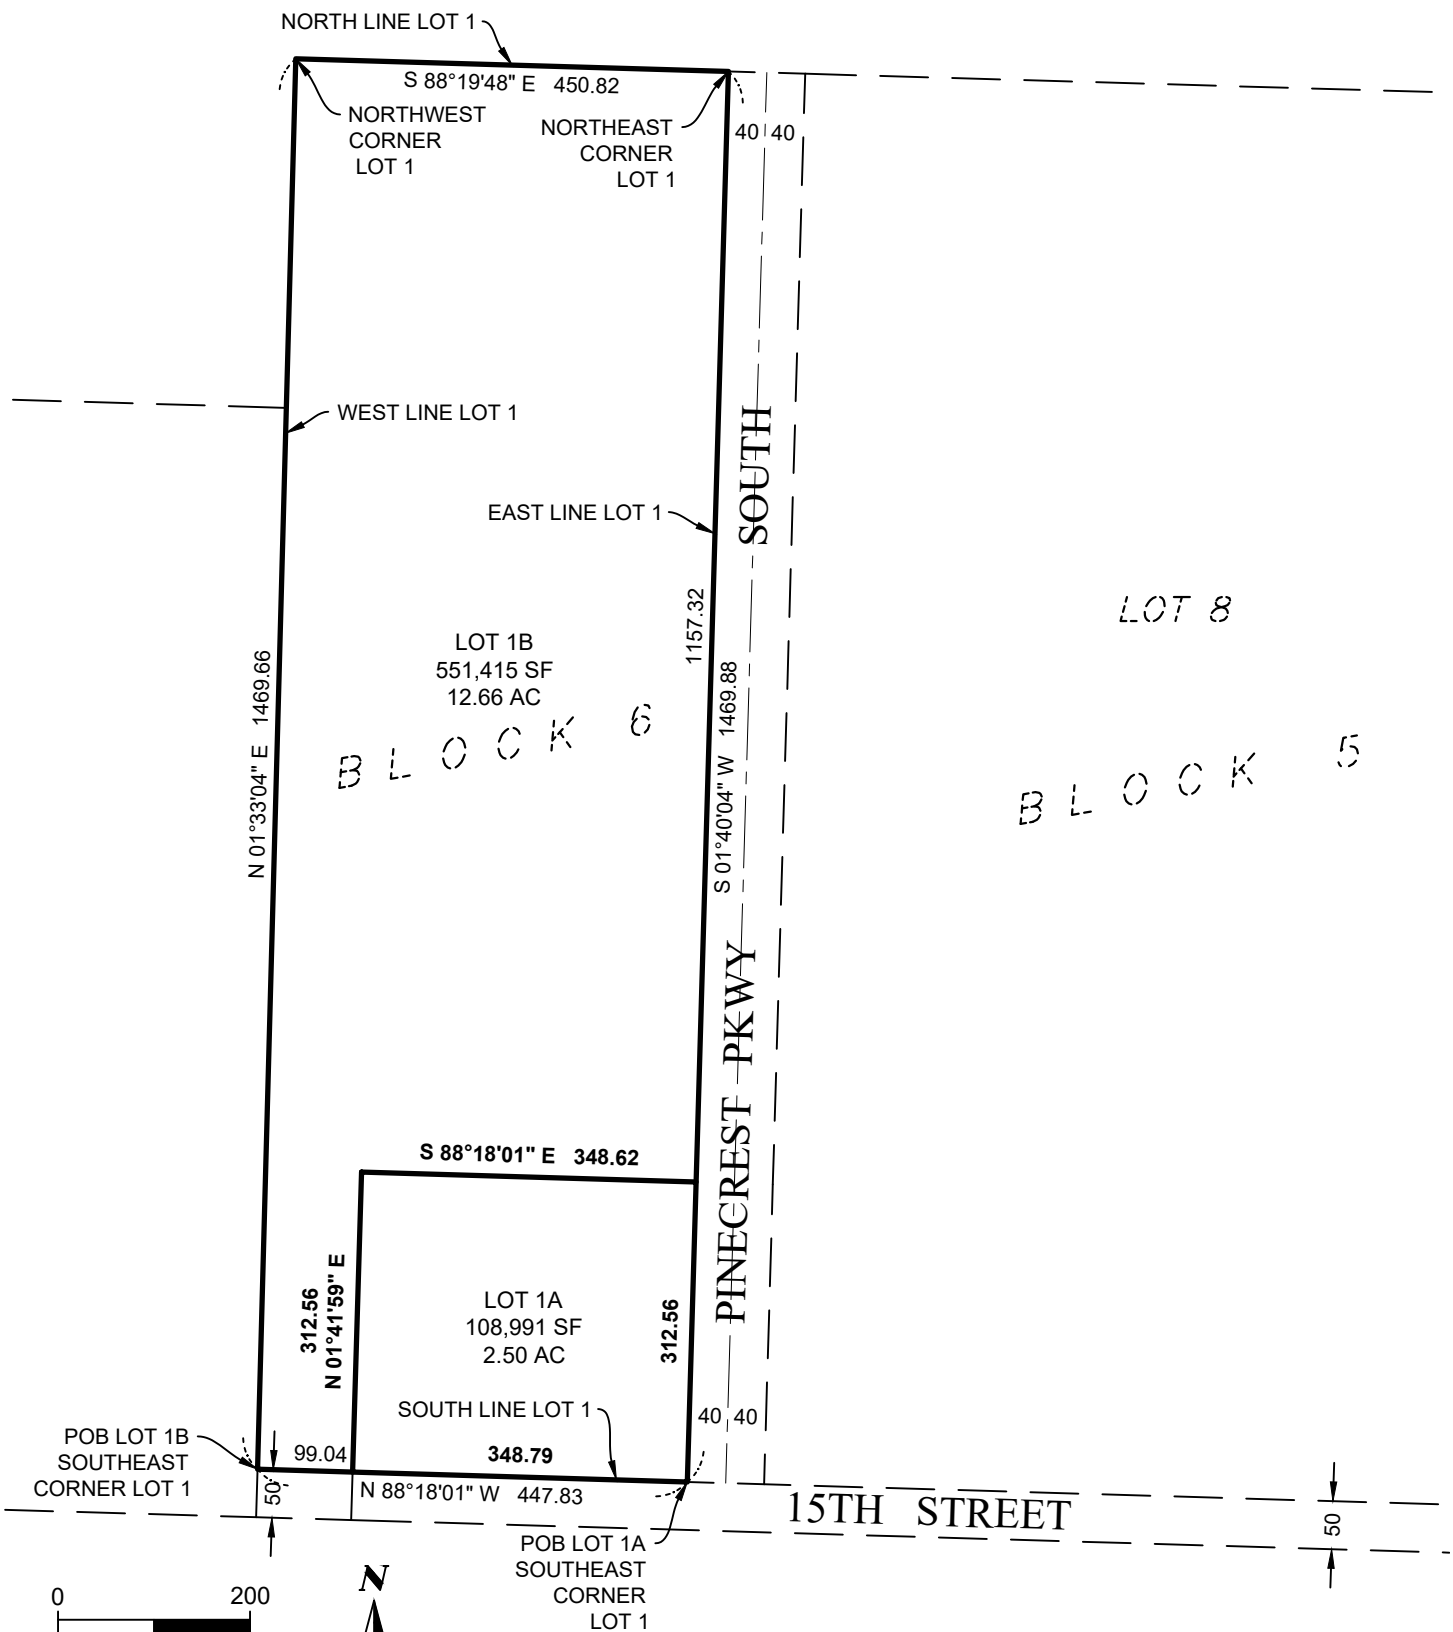 NORTH LINE LOT 1
S 88°19'48" E 450.82
NORTHWEST
CORNER
LOT 1
NORTHEAST
CORNER
LOT 1
40 40
WEST LINE LOT 1
EAST LINE LOT 1
SOUTH
1157.32
LOT 8
LOT 1B
551,415 SF
12.66 AC
N 01°33'04" E 1469.66
S 01°40'04" W 1469.88
BLOCK 6
BLOCK 5
PINECREST PKWY
S 88°18'01" E 348.62
312.56
N 01°41'59" E
LOT 1A
108,991 SF
2.50 AC
312.56
SOUTH LINE LOT 1
40 40
POB LOT 1B
SOUTHEAST
CORNER LOT 1
99.04
348.79
50
N 88°18'01" W 447.83
15TH STREET
50
POB LOT 1A
SOUTHEAST
CORNER
LOT 1
0 200
N